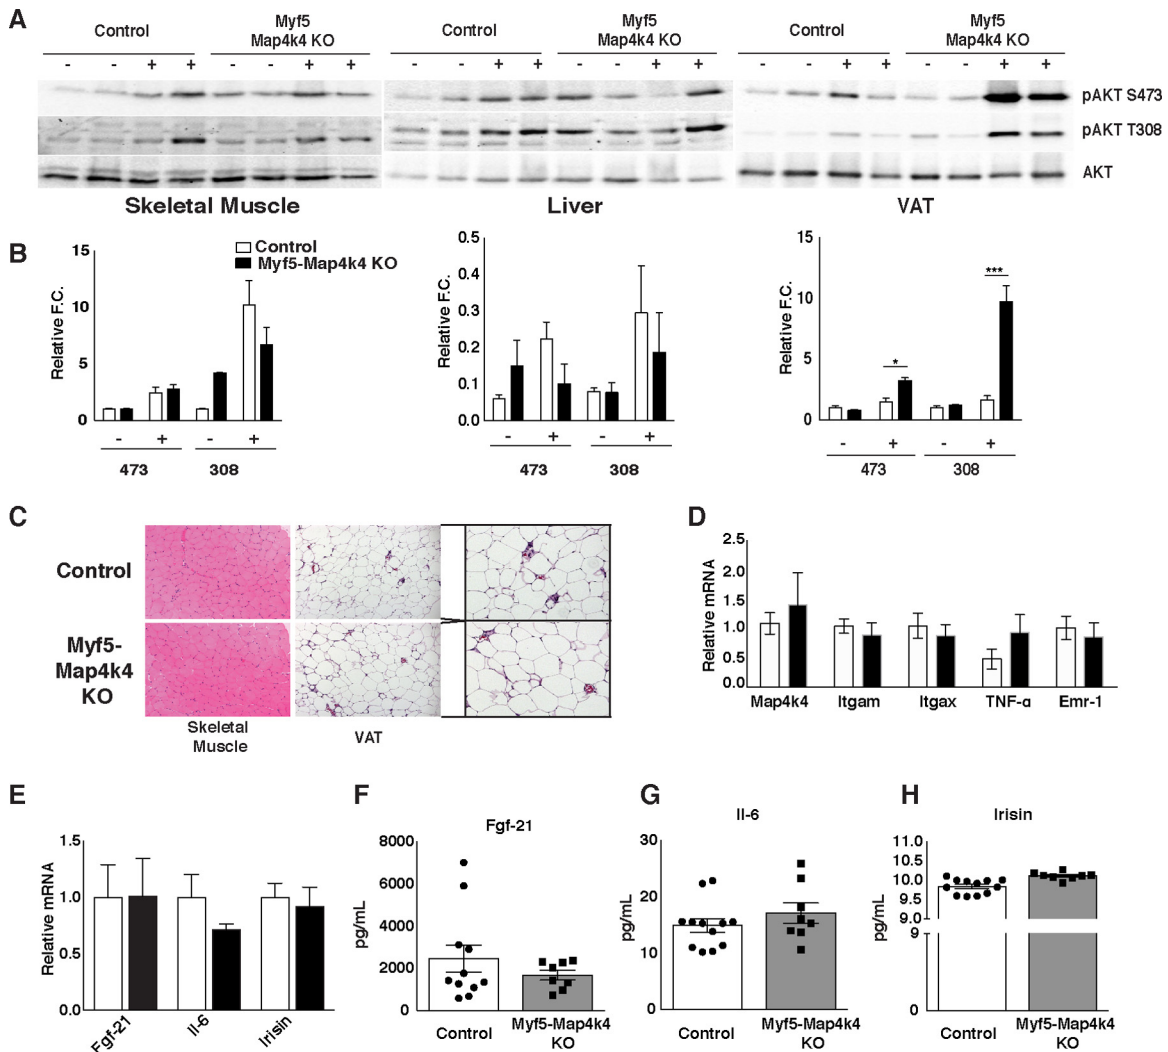 A
Control
Myf5
Map4k4 KO
Control
Myf5
Map4k4 KO
Control
Myf5
Map4k4 KO
- - + + - - + + - - + + - - + + - - + + - - + +
pAKT S473
pAKT T308
AKT
Skeletal Muscle
Liver
VAT
B
Control
Myf5-Map4k4 KO
Relative F.C.
15
10
5
0
- + - +
473 308
Relative F.C.
0.5
0.4
0.3
0.2
0.1
0.0
- + - +
473 308
Relative F.C.
15
10
5
0
*
***
- + - +
473 308
C
Control
Myf5-
Map4k4
KO
Skeletal
Muscle
VAT
D
Relative mRNA
2.5
2.0
1.5
1.0
0.5
0.0
Map4k4 Itgam Itgax TNF-α Emr-1
E
Relative mRNA
1.5
1.0
0.5
0.0
Fgf-21 Il-6 Irisin
F
Fgf-21
pg/mL
8000
6000
4000
2000
0
Control Myf5-Map4k4
KO
G
Il-6
pg/mL
30
20
10
0
Control Myf5-Map4k4
KO
H
Irisin
pg/mL
11.0
10.5
10.0
9.5
9.0
9
0
Control Myf5-Map4k4
KO